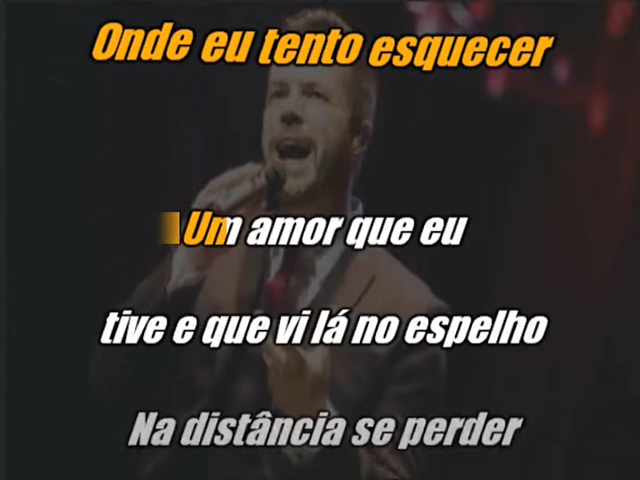 Onde eu tento esquecer
Um amor que eu
tive e que vi lá no espelho
Na distância se perder